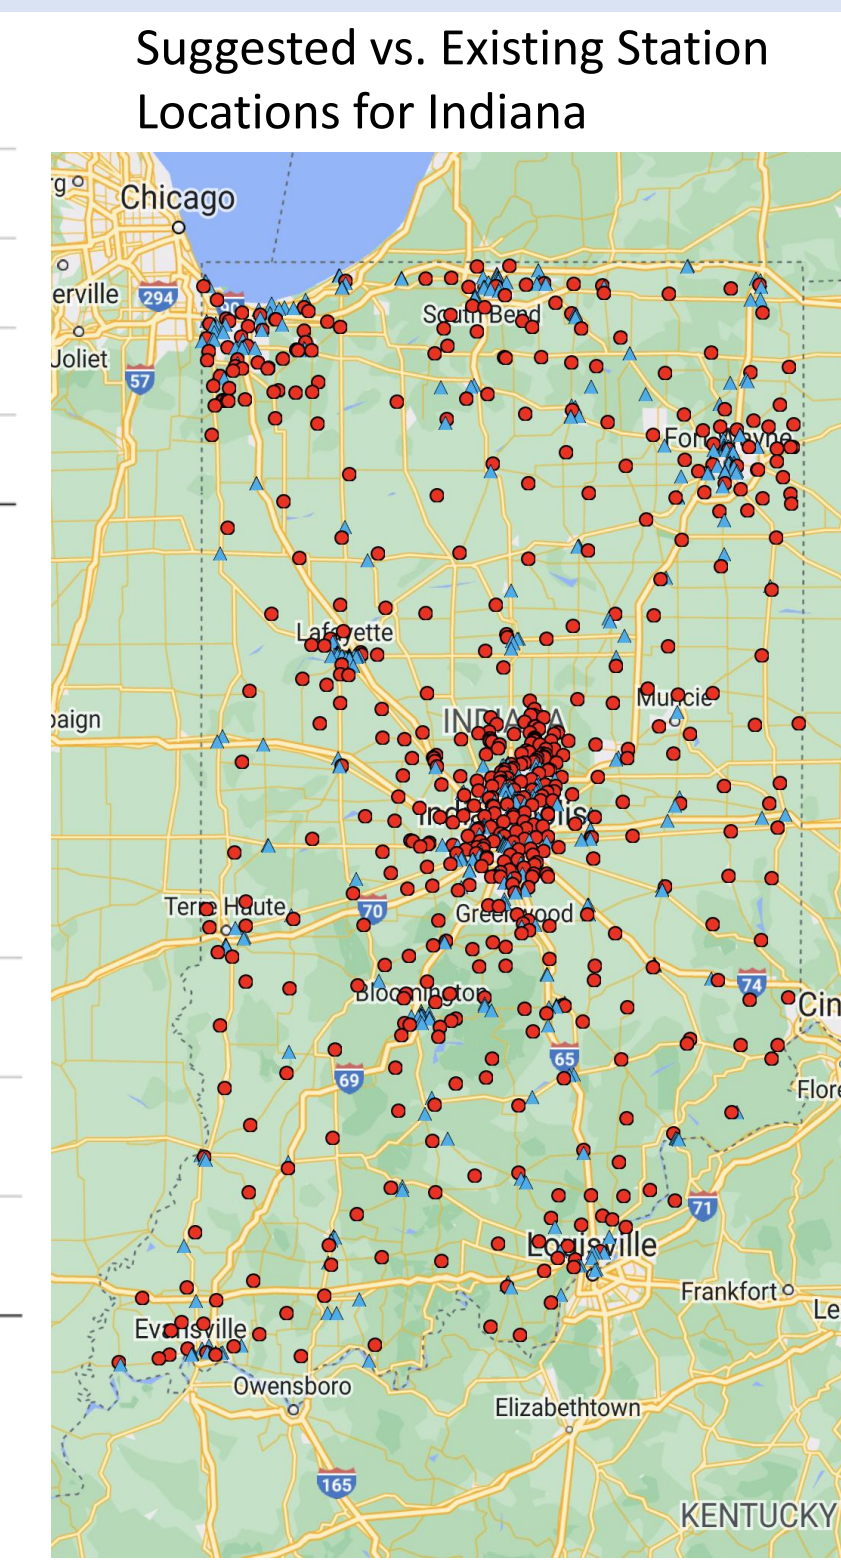 Suggested vs. Existing Station
Locations for Indiana
rg
Chicago
erville
294
90
Joliet
57
South Bend
Fort Wayne
Lafayette
paign
INDIANA
Muncie
Indianapolis
Terre Haute
70
Greenwood
Bloomington
74
Cin
65
69
Flore
71
Louisville
Frankfort
Le
Evansville
Owensboro
Elizabethtown
165
KENTUCKY